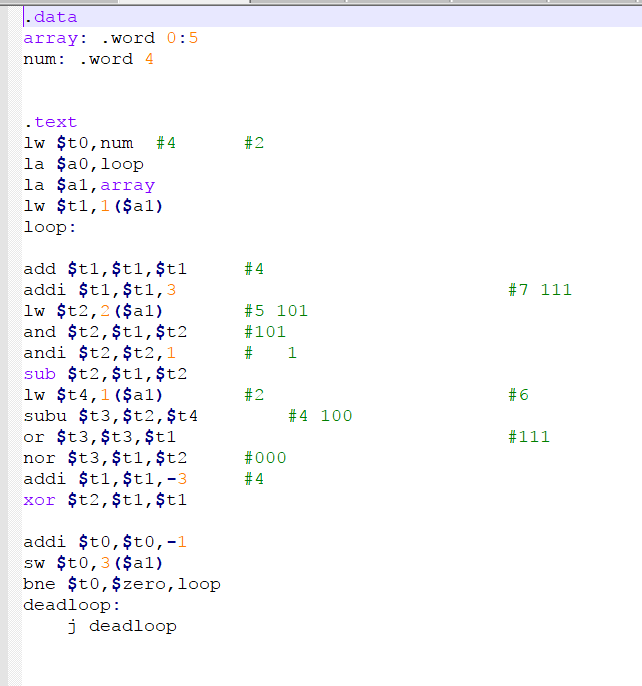 .data
array: .word 0:5
num: .word 4
.text
lw $t0,num #4 #2
la $a0,loop
la $a1,array
lw $t1,1($a1)
loop:
add $t1,$t1,$t1 #4
addi $t1,$t1,3 #7 111
lw $t2,2($a1) #5 101
and $t2,$t1,$t2 #101
andi $t2,$t2,1 # 1
sub $t2,$t1,$t2
lw $t4,1($a1) #2 #6
subu $t3,$t2,$t4 #4 100
or $t3,$t3,$t1 #111
nor $t3,$t1,$t2 #000
addi $t1,$t1,-3 #4
xor $t2,$t1,$t1
addi $t0,$t0,-1
sw $t0,3($a1)
bne $t0,$zero,loop
deadloop:
j deadloop